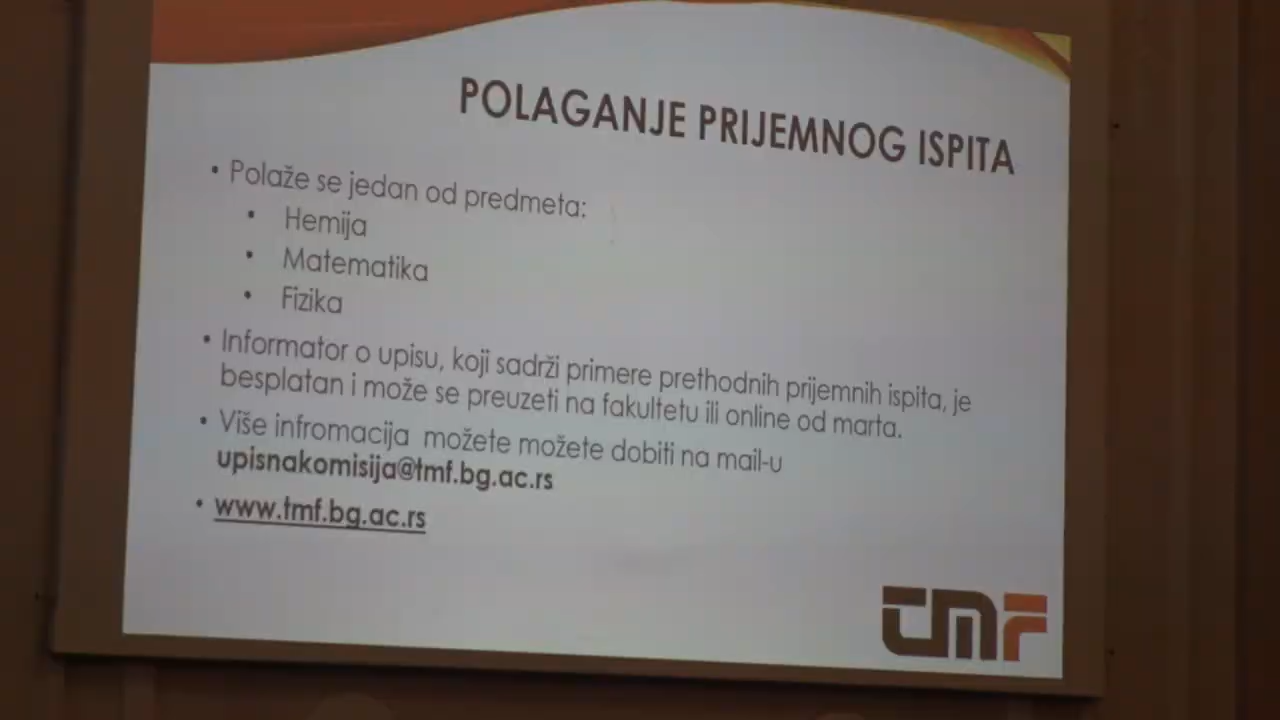 POLAGANJE PRIJEMNOG ISPITA
• Polaže se jedan od predmeta:
• Hemija
• Matematika
• Fizika
• Informator o upisu, koji sadrži primere prethodnih prijemnih ispita, je
besplatan i može se preuzeti na fakultetu ili online od marta.
• Više infromacija možete možete dobiti na mail-u
upisnakomisija@tmf.bg.ac.rs
• www.tmf.bg.ac.rs
TMF